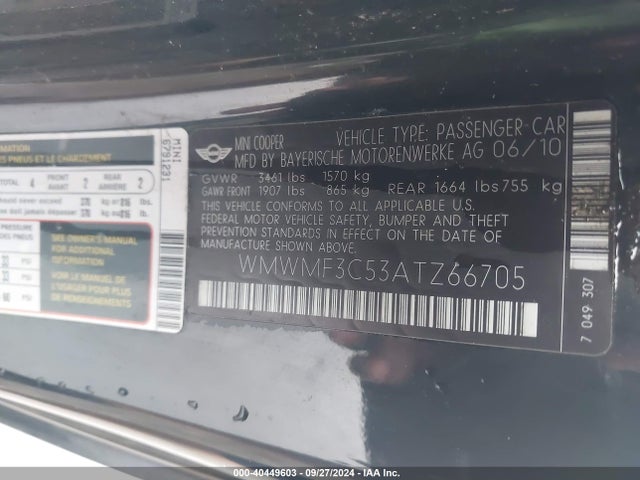 MINI COOPER VEHICLE TYPE: PASSENGER CAR
MFD BY BAYERISCHE MOTORENWERKE AG 06/10
GVWR 3461 lbs 1570 kg
GAWR FRONT 1907 lbs 865 kg REAR 1664 lbs 755 kg
THIS VEHICLE CONFORMS TO ALL APPLICABLE U.S.
FEDERAL MOTOR VEHICLE SAFETY, BUMPER AND THEFT
PREVENTION STANDARDS IN EFFECT ON THE DATE OF
MANUFACTURE SHOWN ABOVE.
WMWMF3C53ATZ66705
7 049 307
MINI
6791231
TOTAL 4 FRONT AVANT 2 REAR ARRIÈRE 2
SEE OWNER'S MANUAL
FOR ADDITIONAL
INFORMATION
VOIR LE MANUEL
DE L'USAGER
POUR PLUS DE
RENSEIGNEMENTS
000-40449603 - 09/27/2024 - IAA Inc.